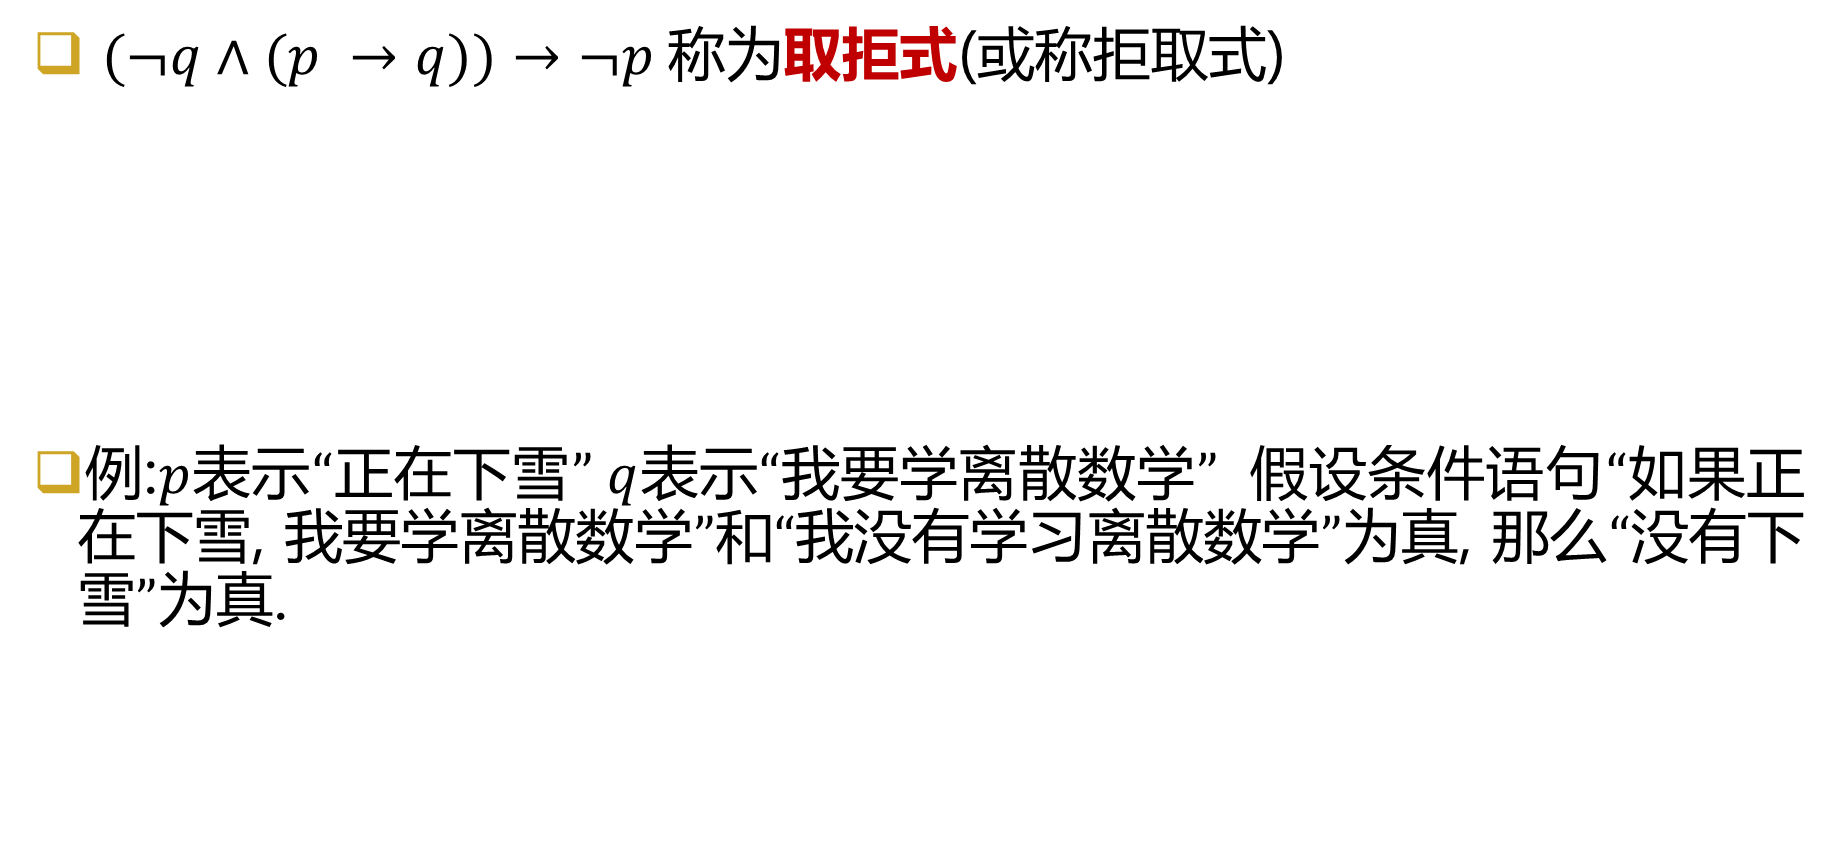 (¬q ∧ (p → q)) → ¬p 称为取拒式(或称拒取式)
例:p表示“正在下雪” q表示“我要学离散数学” 假设条件语句“如果正
在下雪, 我要学离散数学”和“我没有学习离散数学”为真, 那么“没有下
雪”为真.